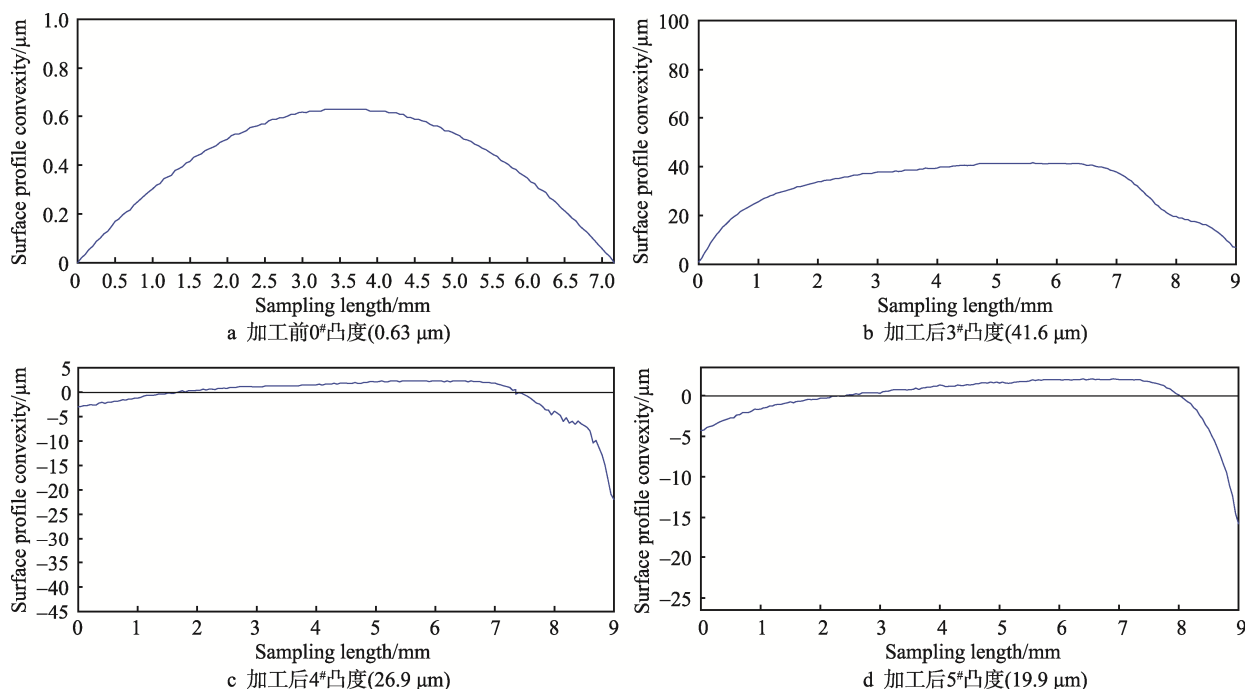 Surface profile convexity/μm
1.0
0.8
0.6
0.4
0.2
0
0 0.5 1.0 1.5 2.0 2.5 3.0 3.5 4.0 4.5 5.0 5.5 6.0 6.5 7.0
Sampling length/mm
a 加工前0#凸度(0.63 μm)
Surface profile convexity/μm
100
80
60
40
20
0
0 1 2 3 4 5 6 7 8 9
Sampling length/mm
b 加工后3#凸度(41.6 μm)
Surface profile convexity/μm
5
0
−5
−10
−15
−20
−25
−30
−35
−40
−45
0 1 2 3 4 5 6 7 8 9
Sampling length/mm
c 加工后4#凸度(26.9 μm)
Surface profile convexity/μm
0
−5
−10
−15
−20
−25
0 1 2 3 4 5 6 7 8 9
Sampling length/mm
d 加工后5#凸度(19.9 μm)